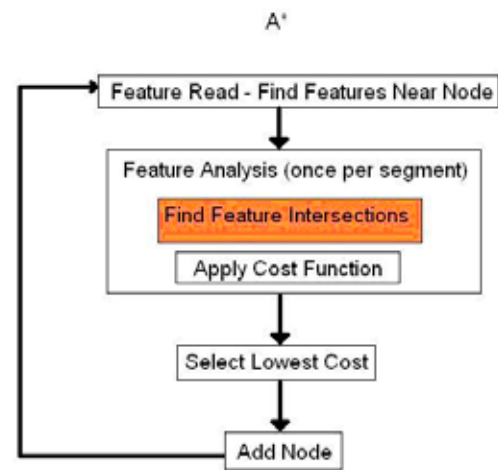 A*
Feature Read - Find Features Near Node
Feature Analysis (once per segment)
Find Feature Intersections
Apply Cost Function
Select Lowest Cost
Add Node